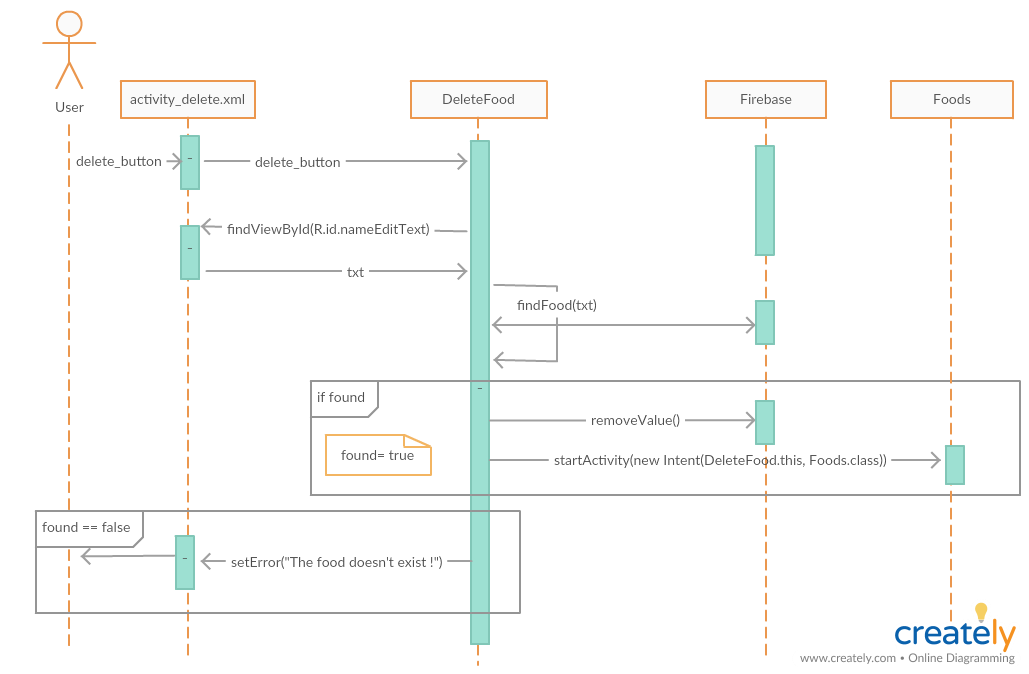 User
activity_delete.xml
DeleteFood
Firebase
Foods
delete_button
delete_button
findViewById(R.id.nameEditText)
txt
findFood(txt)
if found
found= true
removeValue()
startActivity(new Intent(DeleteFood.this, Foods.class))
found == false
setError("The food doesn't exist !")
creately
www.creately.com • Online Diagramming